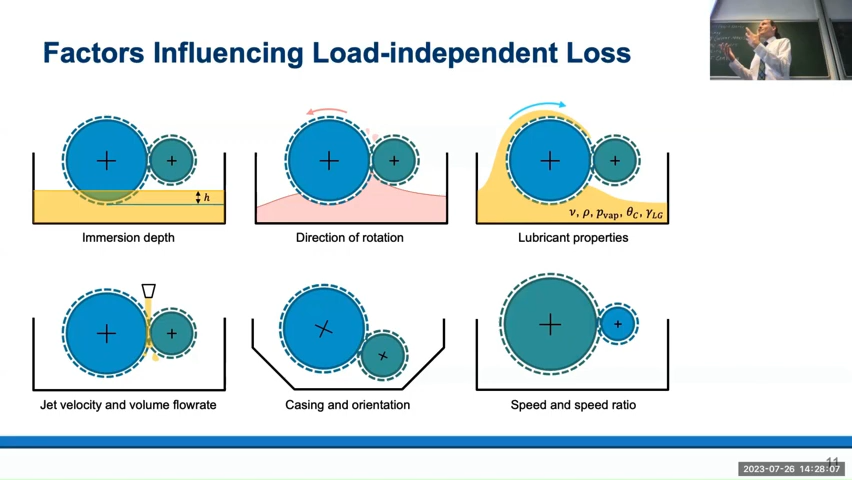 Factors Influencing Load-independent Loss
h
ν, ρ, p_vap, θ_C, γ_LG
Immersion depth
Direction of rotation
Lubricant properties
Jet velocity and volume flowrate
Casing and orientation
Speed and speed ratio
11
2023-07-26 14:28:07